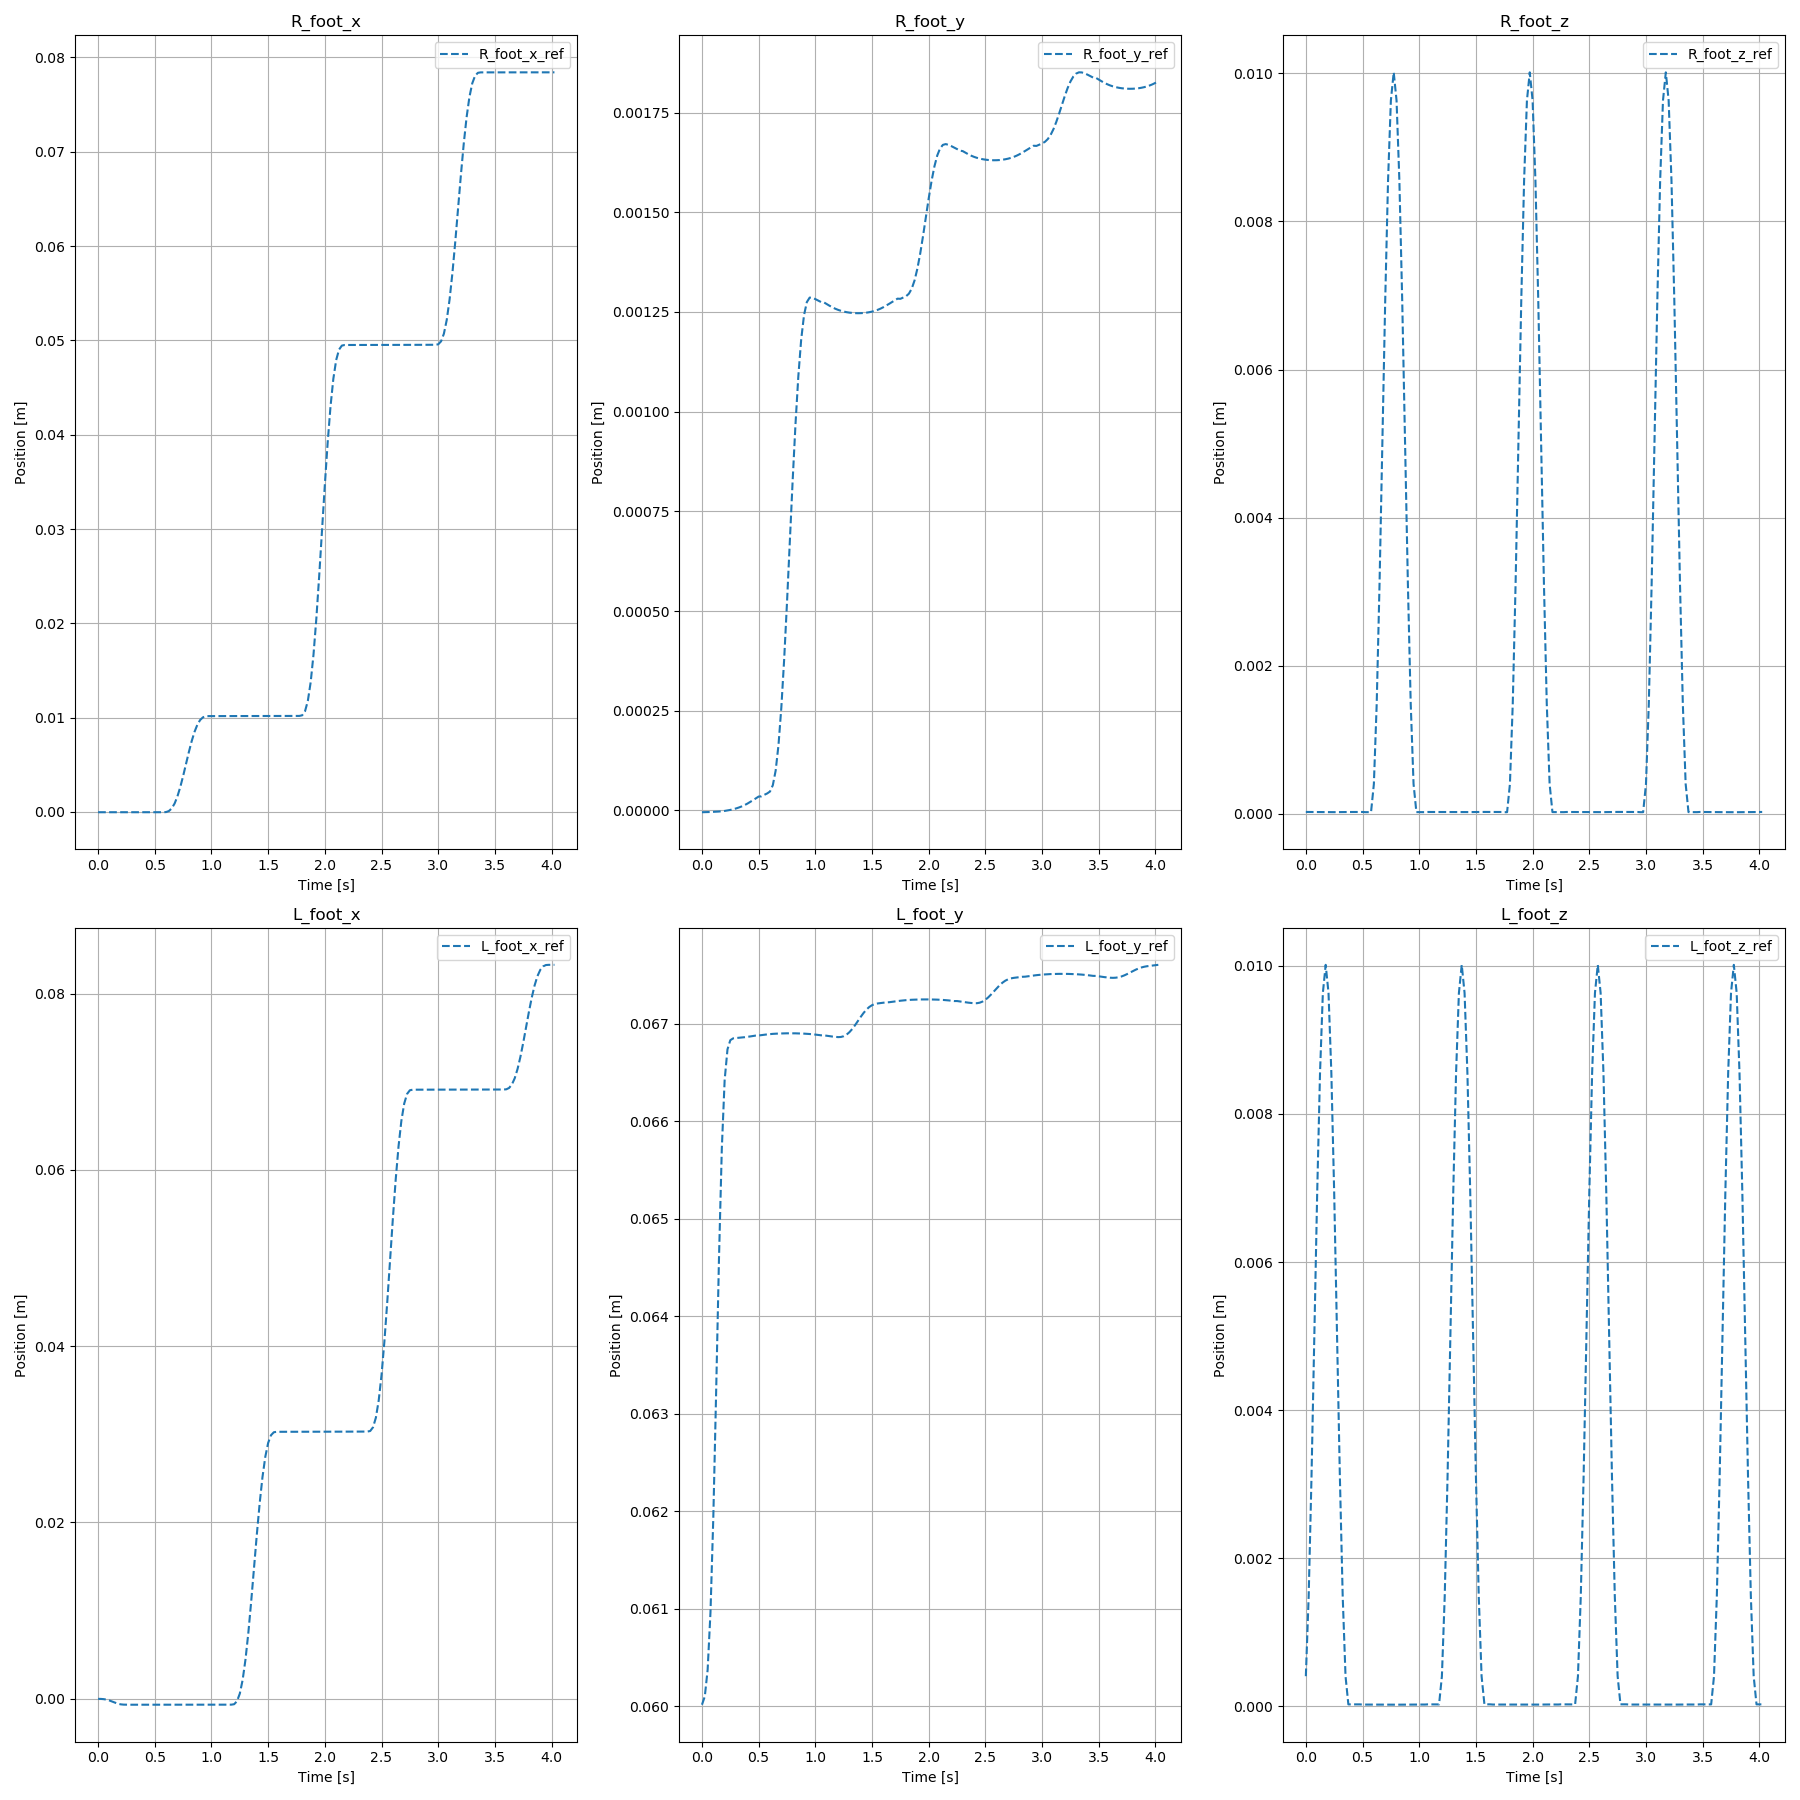 R_foot_x
R_foot_x_ref
Position [m]
0.08
0.07
0.06
0.05
0.04
0.03
0.02
0.01
0.00
0.0 0.5 1.0 1.5 2.0 2.5 3.0 3.5 4.0
Time [s]
R_foot_y
R_foot_y_ref
Position [m]
0.00175
0.00150
0.00125
0.00100
0.00075
0.00050
0.00025
0.00000
0.0 0.5 1.0 1.5 2.0 2.5 3.0 3.5 4.0
Time [s]
R_foot_z
R_foot_z_ref
Position [m]
0.010
0.008
0.006
0.004
0.002
0.000
0.0 0.5 1.0 1.5 2.0 2.5 3.0 3.5 4.0
Time [s]
L_foot_x
L_foot_x_ref
Position [m]
0.08
0.06
0.04
0.02
0.00
0.0 0.5 1.0 1.5 2.0 2.5 3.0 3.5 4.0
Time [s]
L_foot_y
L_foot_y_ref
Position [m]
0.067
0.066
0.065
0.064
0.063
0.062
0.061
0.060
0.0 0.5 1.0 1.5 2.0 2.5 3.0 3.5 4.0
Time [s]
L_foot_z
L_foot_z_ref
Position [m]
0.010
0.008
0.006
0.004
0.002
0.000
0.0 0.5 1.0 1.5 2.0 2.5 3.0 3.5 4.0
Time [s]